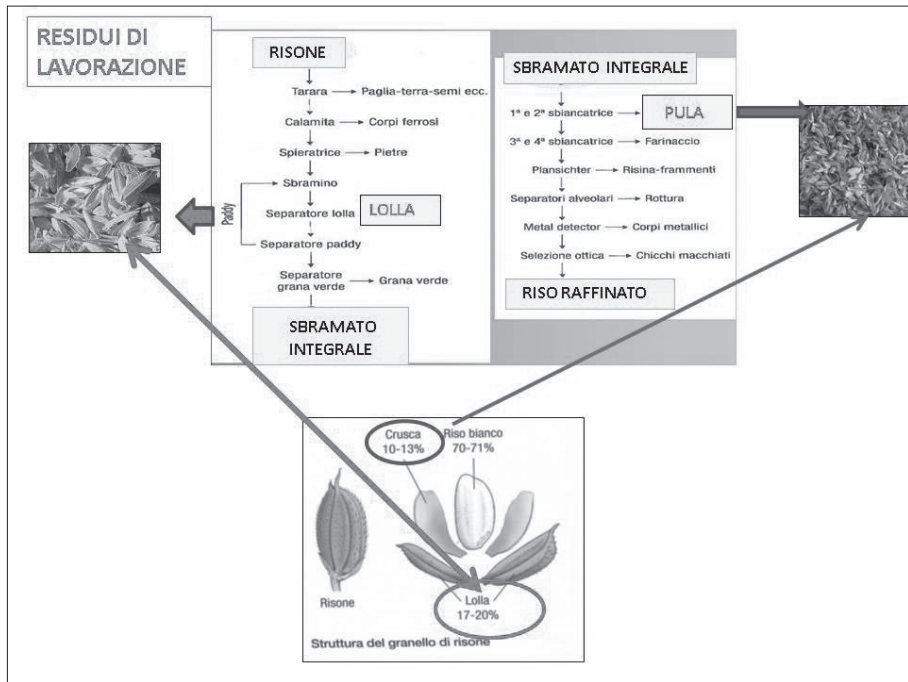 RESIDUI DI
LAVORAZIONE
RISONE
Tarara → Paglia-terra-semi ecc.
Calamita → Corpi ferrosi
Spieratrice → Pietre
Sbramino
Separatore lolla
LOLLA
Paddy
Separatore paddy
Separatore
grana verde → Grana verde
SBRAMATO
INTEGRALE
SBRAMATO INTEGRALE
1ª e 2ª sbiancatrice → PULA
3ª e 4ª sbiancatrice → Farinaccio
Plansichter → Risina-frammenti
Separatori alveolari → Rottura
Metal detector → Corpi metallici
Selezione ottica → Chicchi macchiati
RISO RAFFINATO
Crusca
10-13%
Riso bianco
70-71%
Risone
Lolla
17-20%
Struttura del granello di risone